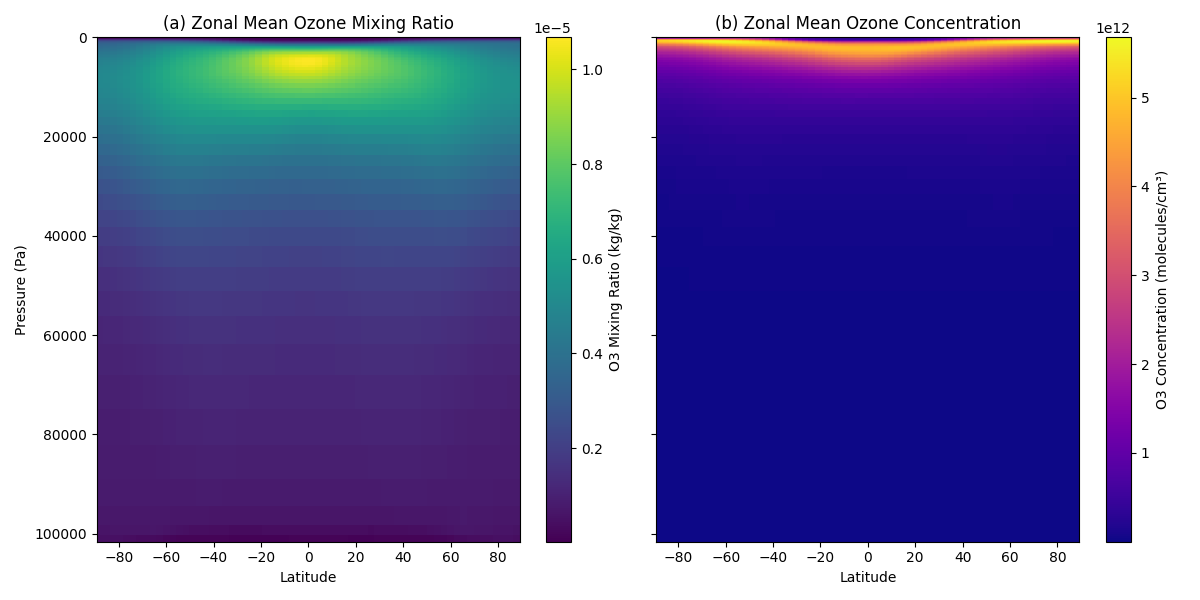 (a) Zonal Mean Ozone Mixing Ratio
1e−5
0
20000
40000
60000
80000
100000
Pressure (Pa)
−80 −60 −40 −20 0 20 40 60 80
Latitude
1.0
0.8
0.6
0.4
0.2
O3 Mixing Ratio (kg/kg)
(b) Zonal Mean Ozone Concentration
1e12
−80 −60 −40 −20 0 20 40 60 80
Latitude
5
4
3
2
1
O3 Concentration (molecules/cm³)